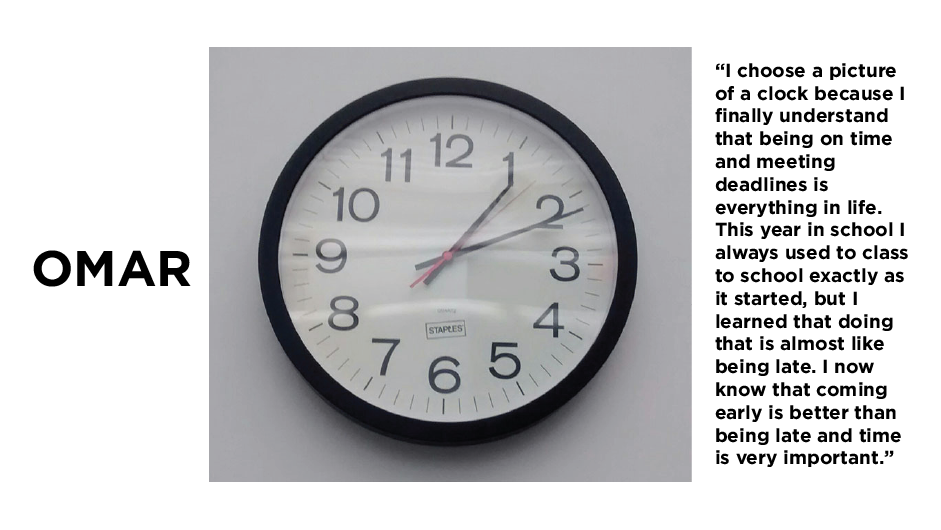 OMAR
12
1
2
3
4
5
6
7
8
9
10
11
STAPLES
“I choose a picture
of a clock because I
finally understand
that being on time
and meeting
deadlines is
everything in life.
This year in school I
always used to class
to school exactly as
it started, but I
learned that doing
that is almost like
being late. I now
know that coming
early is better than
being late and time
is very important.”